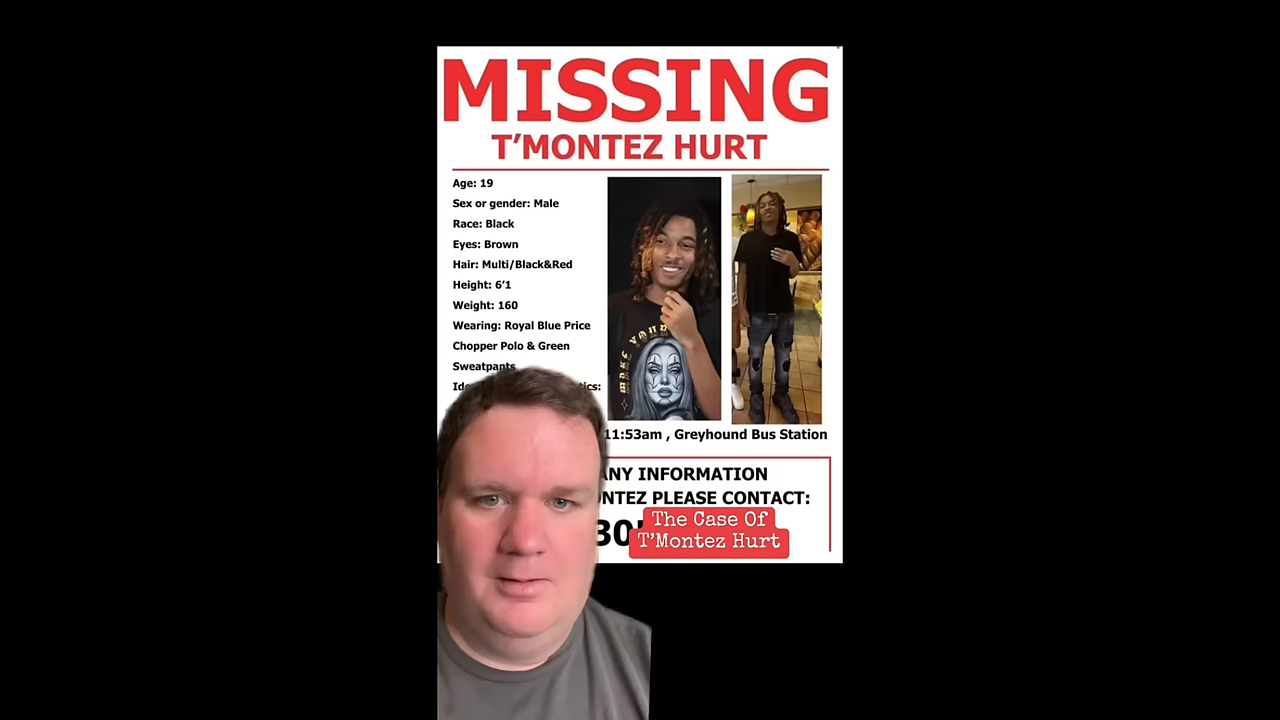 MISSING
T'MONTEZ HURT
Age: 19
Sex or gender: Male
Race: Black
Eyes: Brown
Hair: Multi/Black&Red
Height: 6'1
Weight: 160
Wearing: Royal Blue Price
Chopper Polo & Green
Sweatpants
MAKE
11:53am , Greyhound Bus Station
ANY INFORMATION
PLEASE CONTACT:
The Case Of
T'Montez Hurt